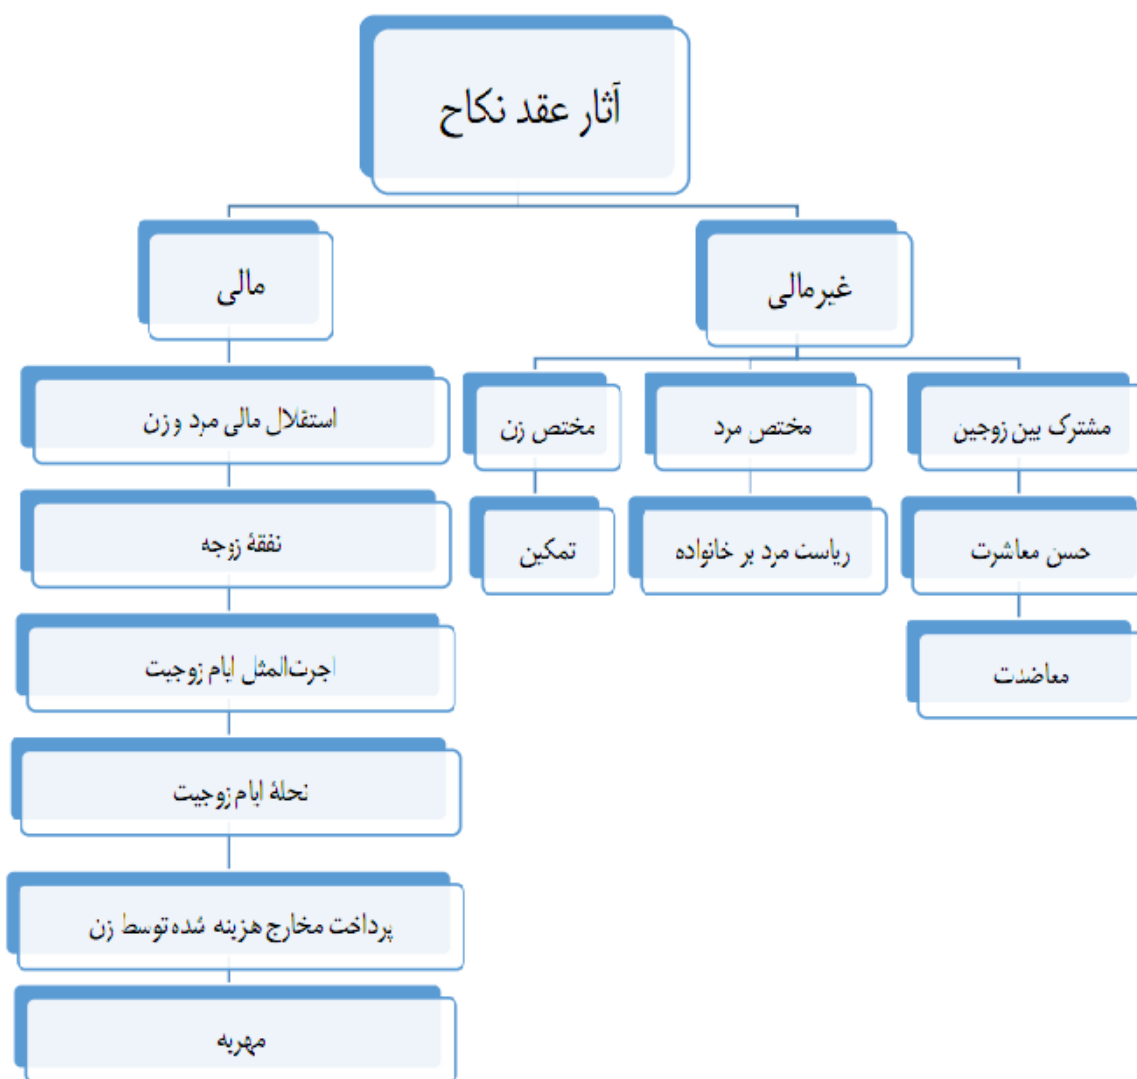 آثار عقد نکاح
غیرمالی
مالی
مشترک بین زوجین
مختص مرد
مختص زن
استقلال مالی مرد و زن
حسن معاشرت
ریاست مرد بر خانواده
تمکین
نفقهٔ زوجه
معاضدت
اجرت‌المثل ایام زوجیت
نحلهٔ ایام زوجیت
پرداخت مخارج هزینه شده توسط زن
مهریه